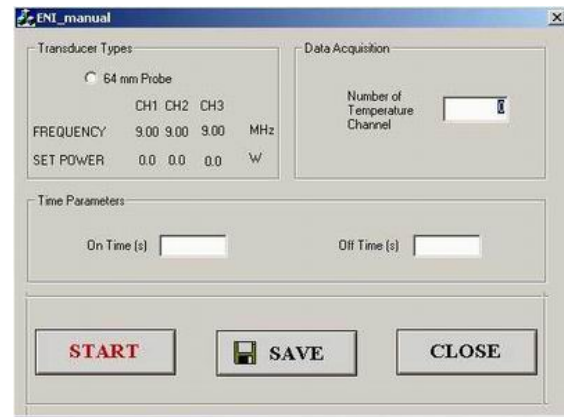 ENI_manual
Transducer Types
64 mm Probe
CH1 CH2 CH3
FREQUENCY 9.00 9.00 9.00 MHz
SET POWER 0.0 0.0 0.0 W
Data Acquisition
Number of
Temperature
Channel
0
Time Parameters
On Time (s)
Off Time (s)
START
SAVE
CLOSE